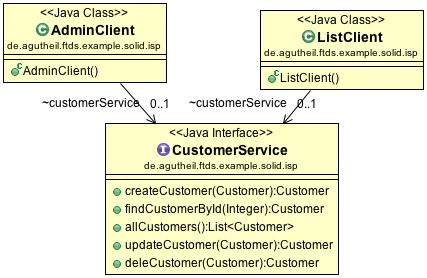 <<Java Class>>
AdminClient
de.agutheil.ftds.example.solid.isp
AdminClient()
<<Java Class>>
ListClient
de.agutheil.ftds.example.solid.isp
ListClient()
~customerService 0..1
~customerService 0..1
<<Java Interface>>
CustomerService
de.agutheil.ftds.example.solid.isp
createCustomer(Customer):Customer
findCustomerById(Integer):Customer
allCustomers():List<Customer>
updateCustomer(Customer):Customer
deleCustomer(Customer):Customer